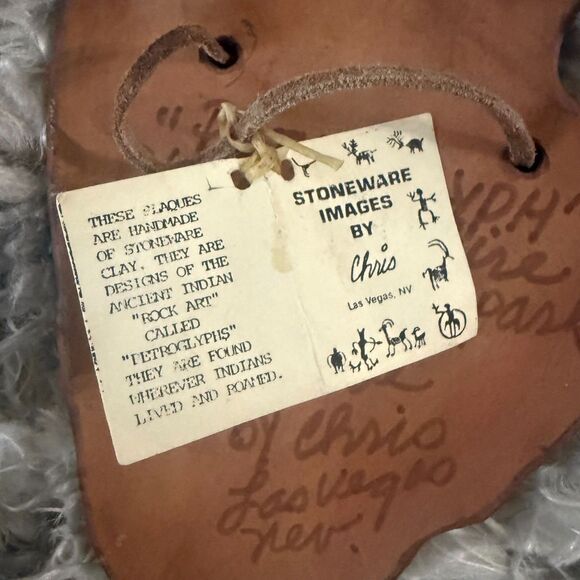 THESE PLAQUES
ARE HANDMADE
OF STONEWARE
CLAY. THEY ARE
DESIGNS OF THE
ANCIENT INDIAN
"ROCK ART"
CALLED
"PETROGLYPHS"
THEY ARE FOUND
WHEREVER INDIANS
LIVED AND ROAMED.
STONEWARE
IMAGES
BY
Chris
Las Vegas, NV
by Chris
Las Vegas
Nev.